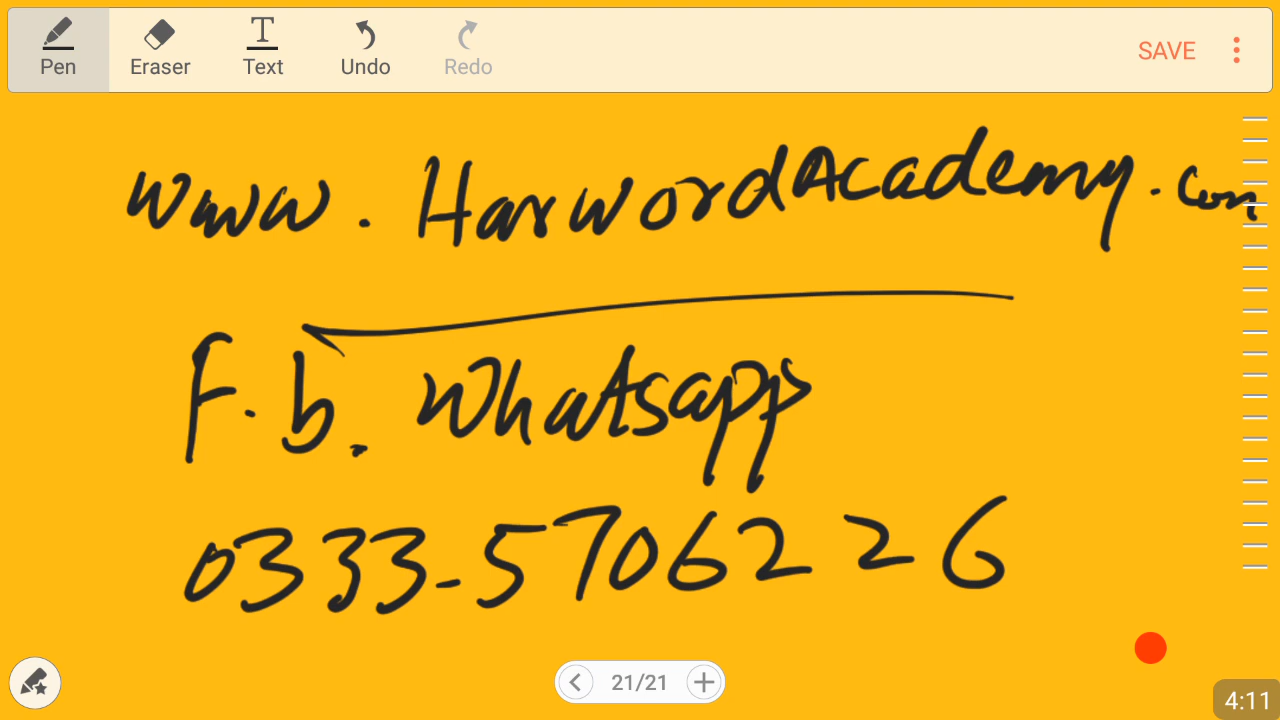 Pen Eraser Text Undo Redo SAVE
www.HarwordAcademy.com
F.b. Whatsapp
0333-5706226
21/21
4:11